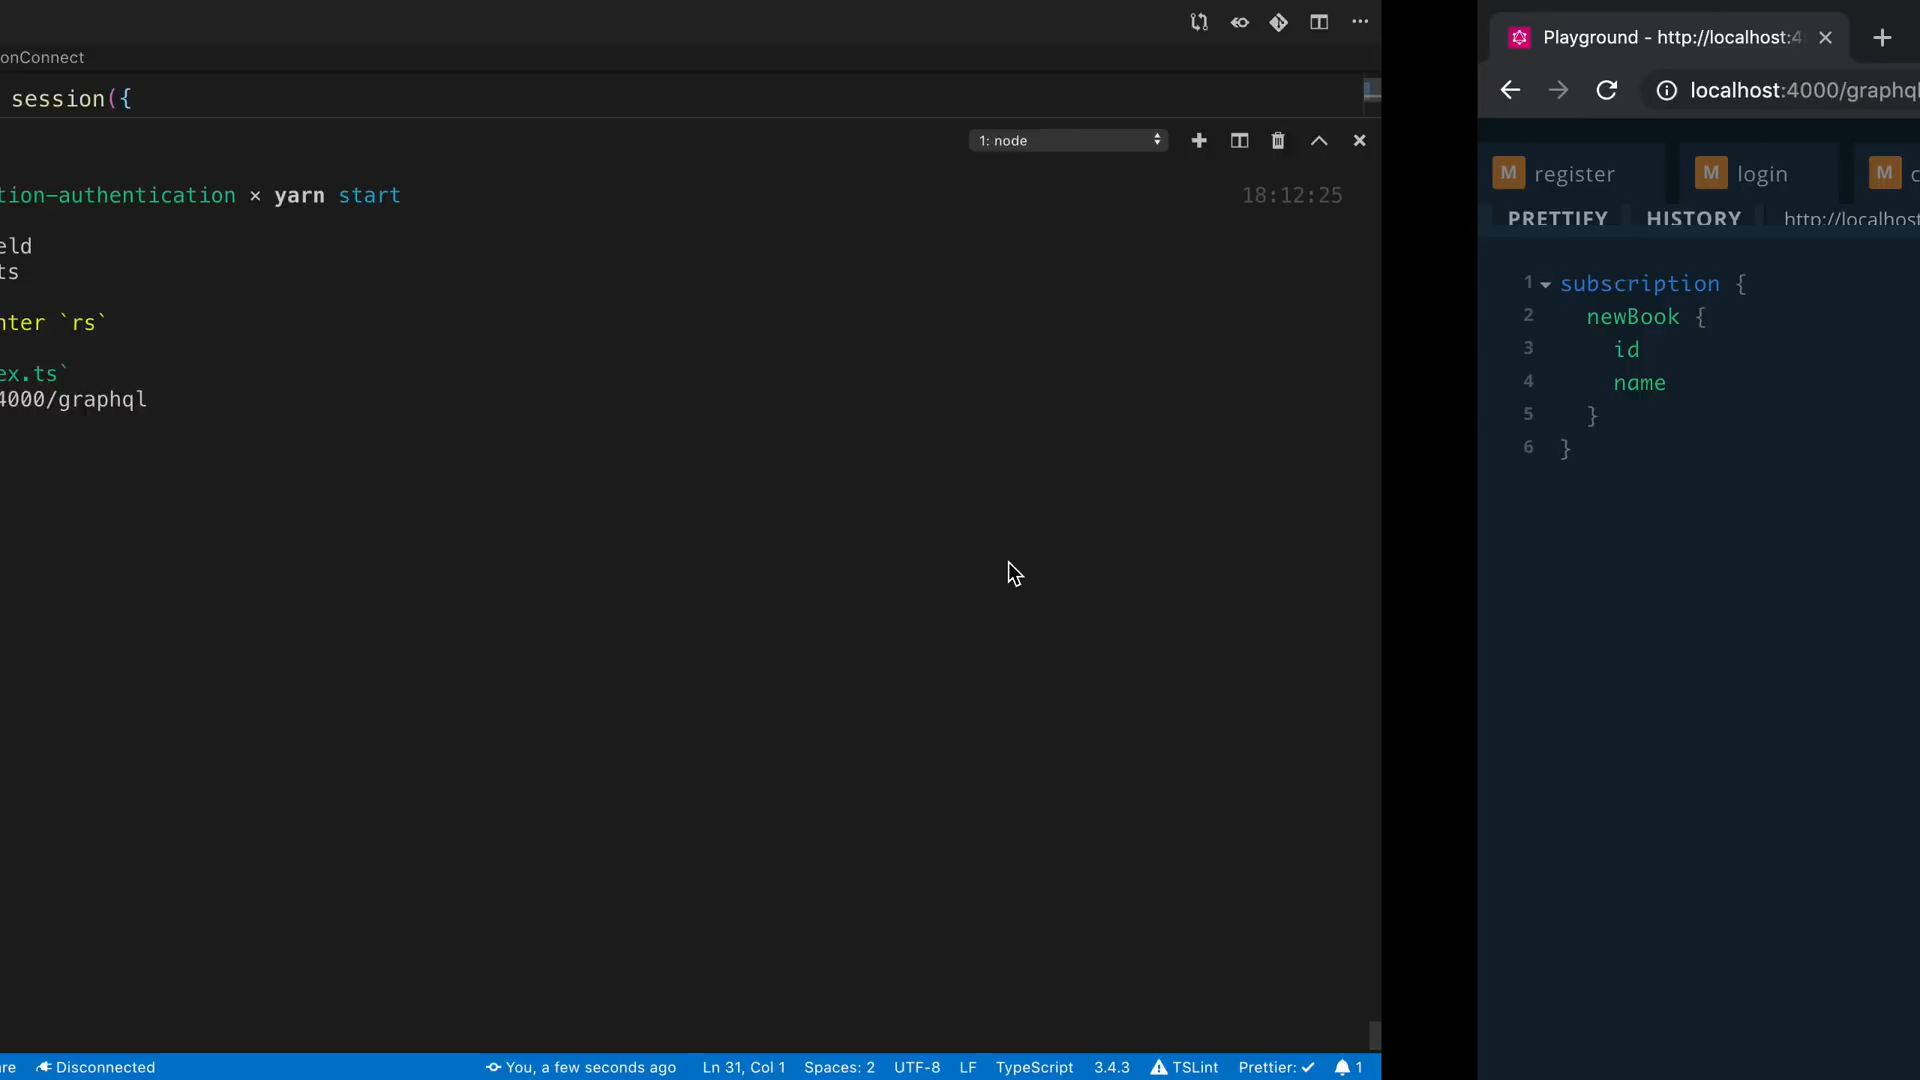 onConnect
session({
1: node
tion-authentication × yarn start 18:12:25
eld
ts
nter `rs`
ex.ts`
4000/graphql
re Disconnected You, a few seconds ago Ln 31, Col 1 Spaces: 2 UTF-8 LF TypeScript 3.4.3 TSLint Prettier: ✓ 1
Playground - http://localhost:4
localhost:4000/graphql
M register M login M c
PRETTIFY HISTORY http://localhost
1 subscription {
2 newBook {
3 id
4 name
5 }
6 }